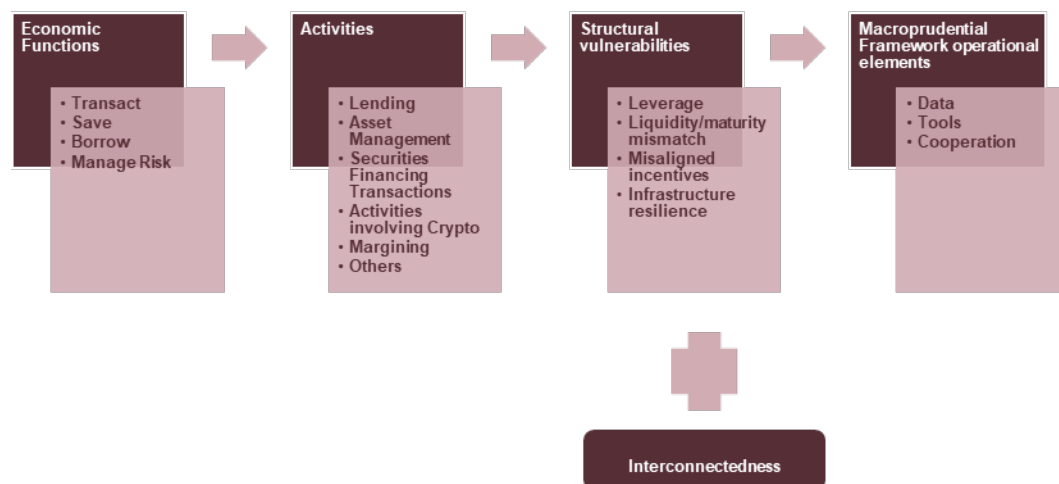 Economic
Functions
• Transact
• Save
• Borrow
• Manage Risk
Activities
• Lending
• Asset
Management
• Securities
Financing
Transactions
• Activities
involving Crypto
• Margining
• Others
Structural
vulnerabilities
• Leverage
• Liquidity/maturity
mismatch
• Misaligned
incentives
• Infrastructure
resilience
Macroprudential
Framework operational
elements
• Data
• Tools
• Cooperation
Interconnectedness